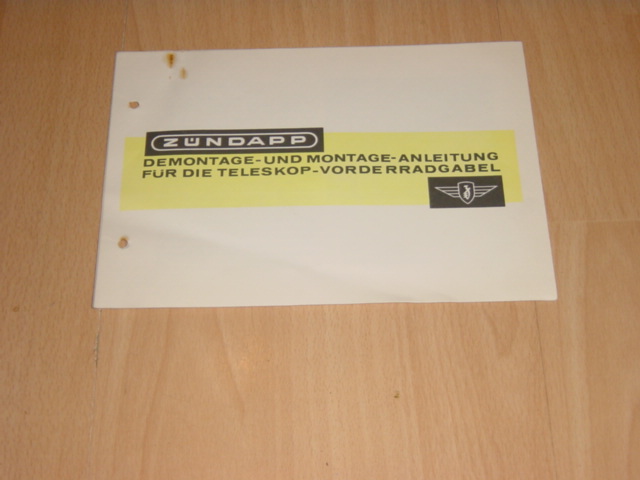 ZÜNDAPP
DEMONTAGE-UND MONTAGE-ANLEITUNG
FÜR DIE TELESKOP-VORDERRADGABEL